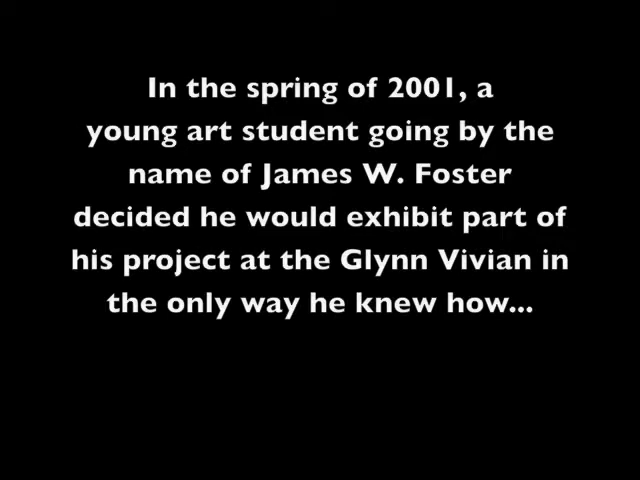 In the spring of 2001, a
young art student going by the
name of James W. Foster
decided he would exhibit part of
his project at the Glynn Vivian in
the only way he knew how...